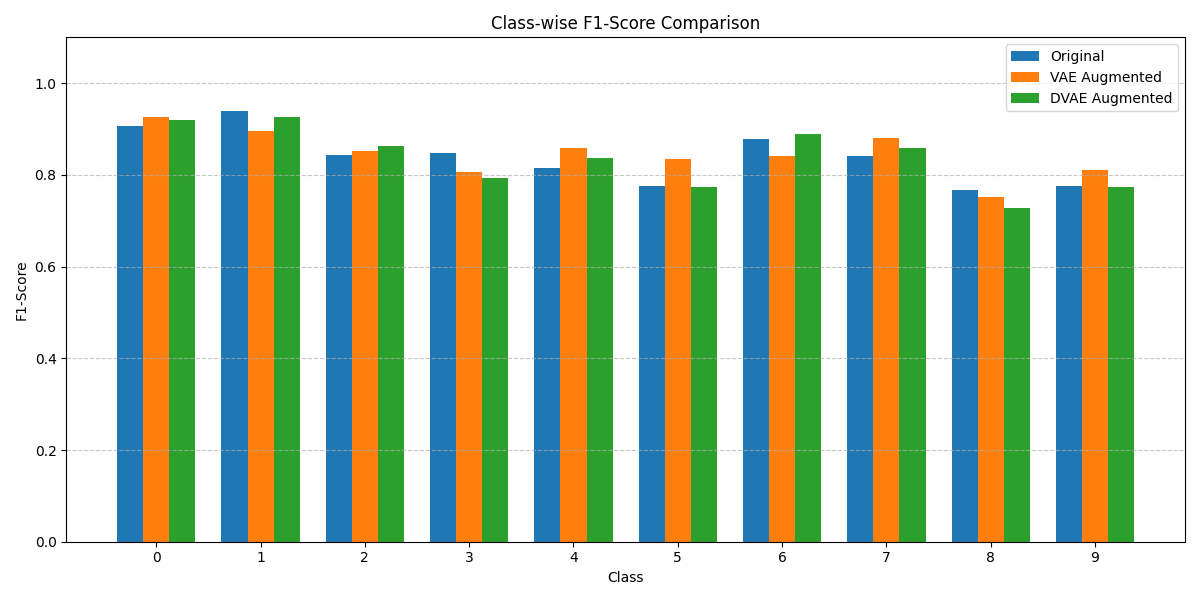 Class-wise F1-Score Comparison
Original
VAE Augmented
DVAE Augmented
F1-Score
1.0
0.8
0.6
0.4
0.2
0.0
0 1 2 3 4 5 6 7 8 9
Class